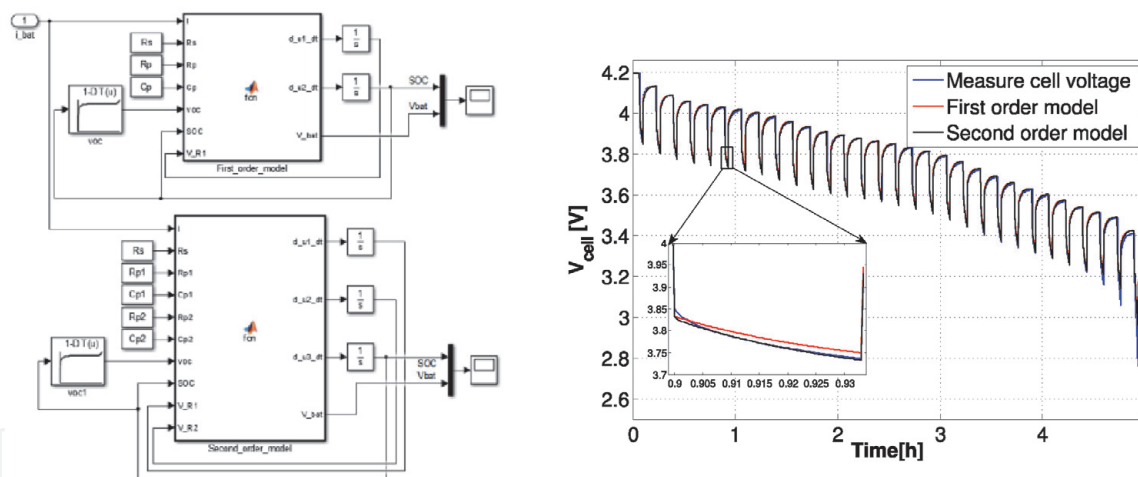 1
i_bat
I
Rs
Rp
Cp
Rs
Rp
Cp
voc
SOC
V_R1
1-D T(u)
voc
fcn
d_x1_dt
d_x2_dt
V_bat
1
s
1
s
SOC
Vbat
First_order_model
I
Rs
Rp1
Cp1
Rp2
Cp2
Rs
Rp1
Cp1
Rp2
Cp2
voc
SOC
V_R1
V_R2
1-D T(u)
voc1
fcn
d_x1_dt
d_x2_dt
d_x3_dt
V_bat
1
s
1
s
1
s
SOC
Vbat
Second_order_model
Measure cell voltage
First order model
Second order model
4.2
4
3.8
3.6
3.4
3.2
3
2.8
2.6
Vcell [V]
4
3.95
3.9
3.85
3.8
3.75
3.7
0.9 0.905 0.91 0.915 0.92 0.925 0.93
0 1 2 3 4
Time[h]